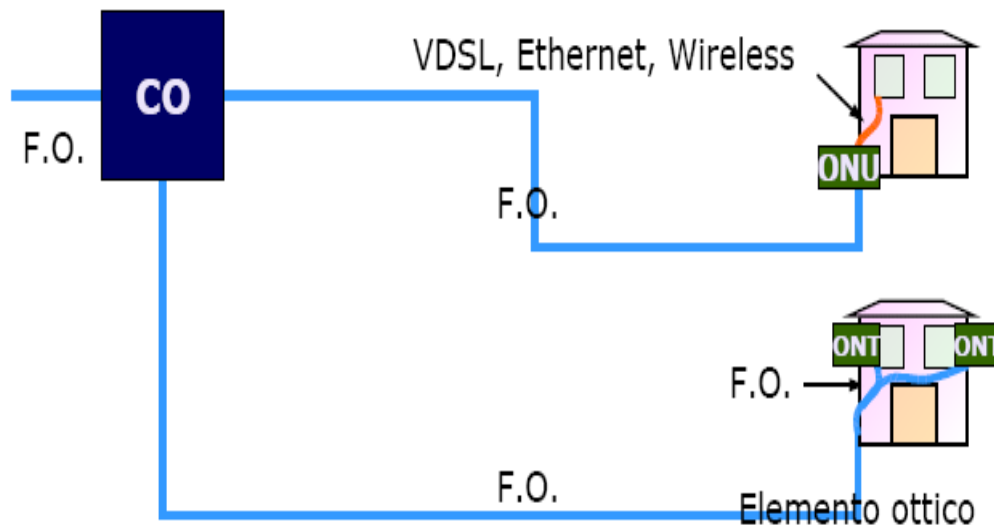 VDSL, Ethernet, Wireless
CO
F.O.
ONU
F.O.
ONT
ONT
F.O.
F.O.
Elemento ottico